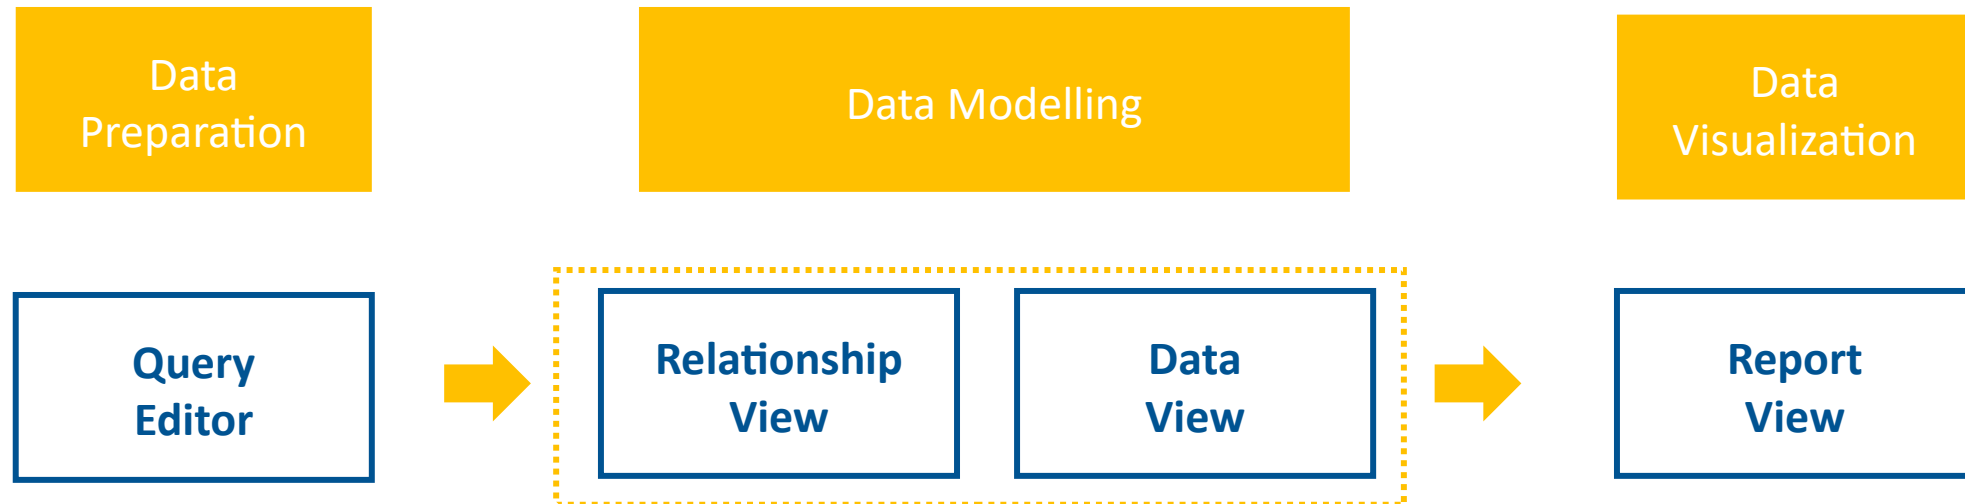 Data
Preparation
Data Modelling
Data
Visualization
Query
Editor
Relationship
View
Data
View
Report
View